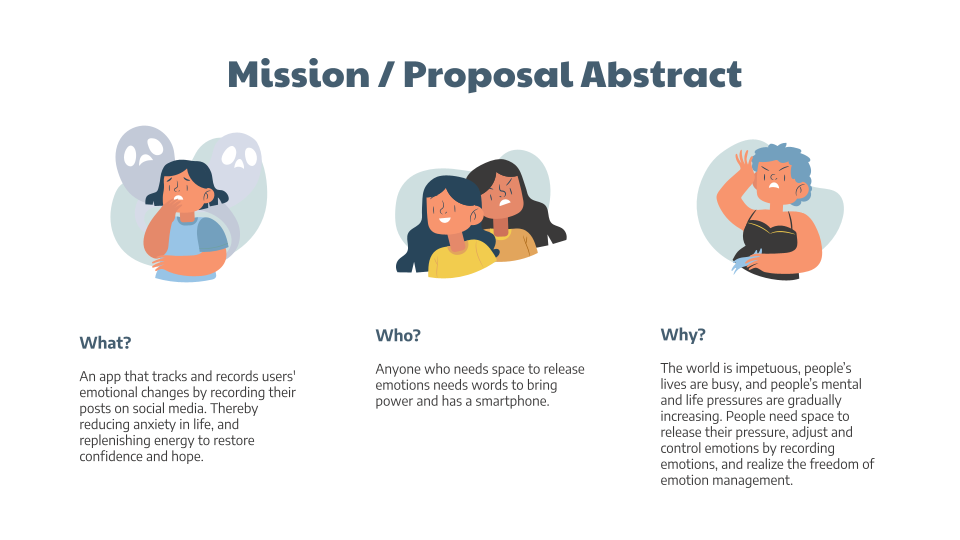 Mission / Proposal Abstract
What?
An app that tracks and records users'
emotional changes by recording their
posts on social media. Thereby
reducing anxiety in life, and
replenishing energy to restore
confidence and hope.
Who?
Anyone who needs space to release
emotions needs words to bring
power and has a smartphone.
Why?
The world is impetuous, people’s
lives are busy, and people’s mental
and life pressures are gradually
increasing. People need space to
release their pressure, adjust and
control emotions by recording
emotions, and realize the freedom of
emotion management.